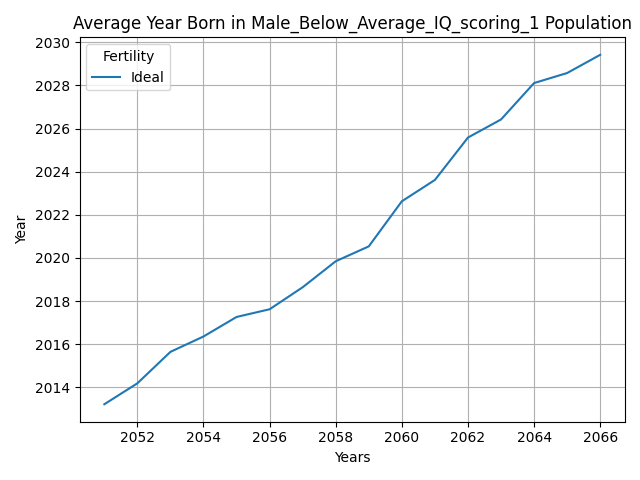 Average Year Born in Male_Below_Average_IQ_scoring_1 Population
2030
2028
2026
2024
2022
2020
2018
2016
2014
Year
Fertility
Ideal
2052 2054 2056 2058 2060 2062 2064 2066
Years